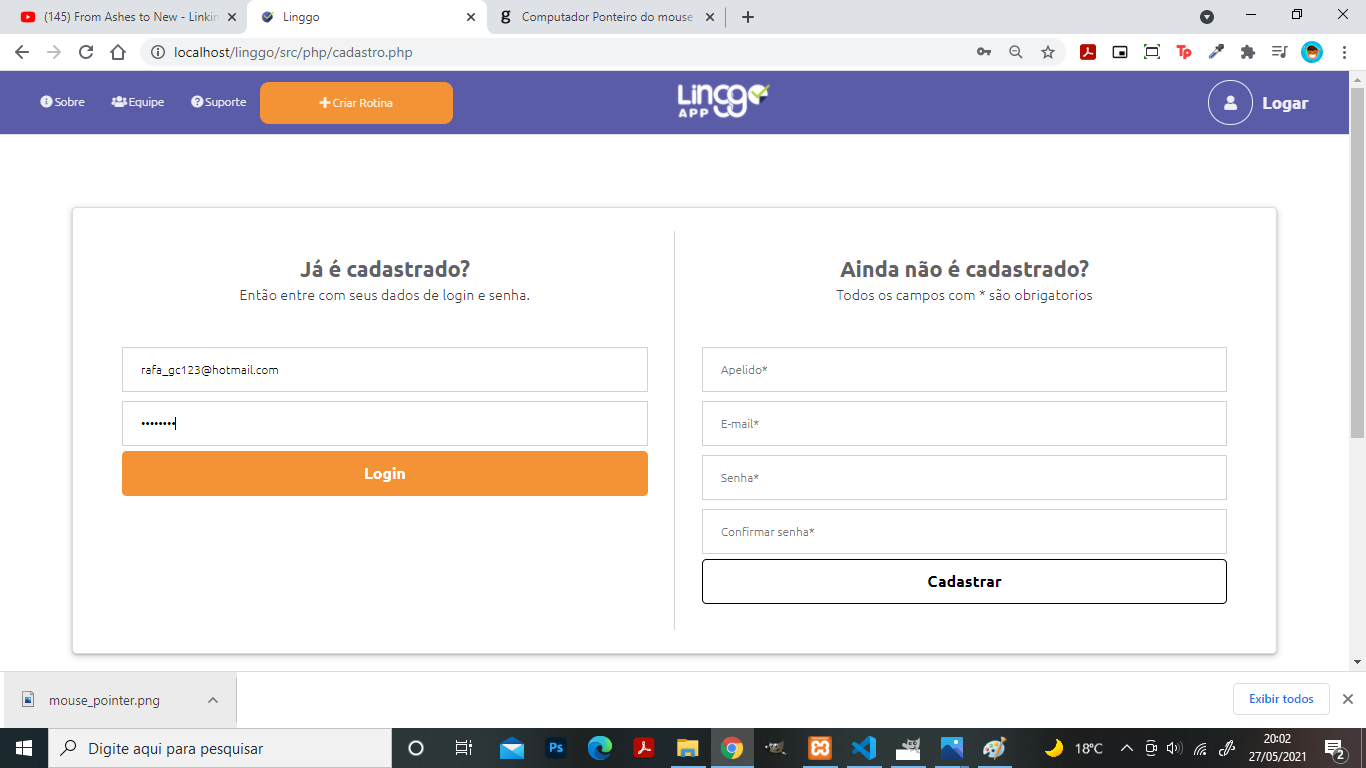 (145) From Ashes to New - Linkin
Linggo
Computador Ponteiro do mouse
localhost/linggo/src/php/cadastro.php
Sobre
Equipe
Suporte
Criar Rotina
Linggo
APP
Logar
Já é cadastrado?
Então entre com seus dados de login e senha.
rafa_gc123@hotmail.com
••••••••
Login
Ainda não é cadastrado?
Todos os campos com * são obrigatorios
Apelido*
E-mail*
Senha*
Confirmar senha*
Cadastrar
mouse_pointer.png
Exibir todos
Digite aqui para pesquisar
18°C
20:02
27/05/2021
2